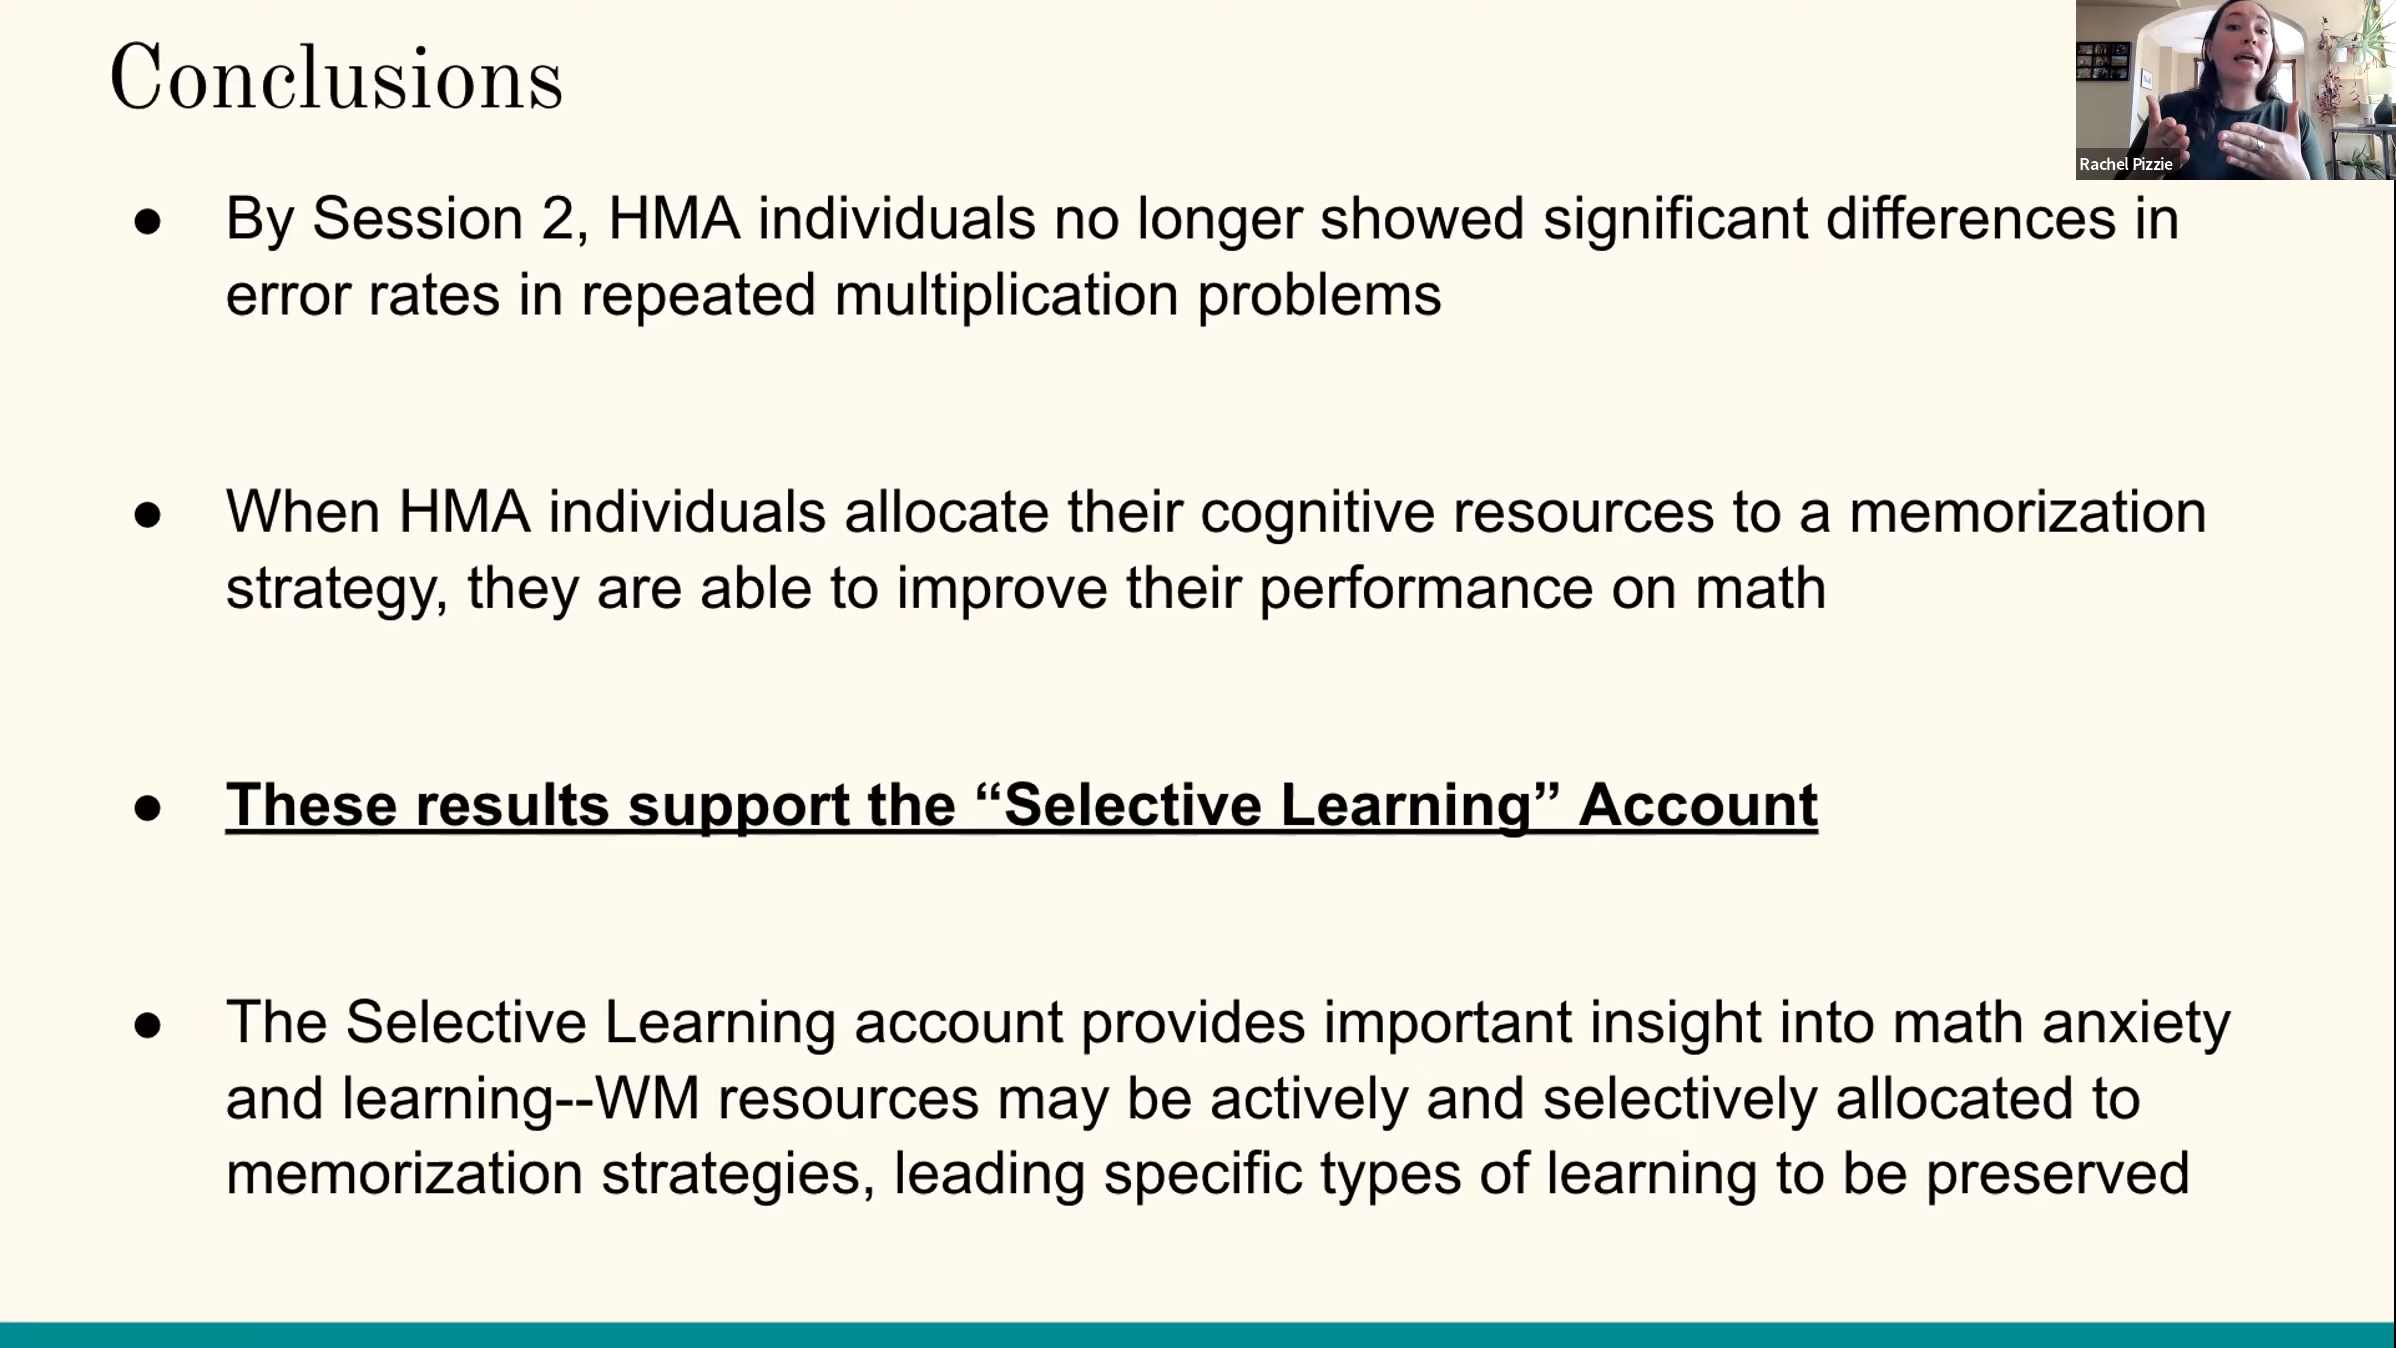 Conclusions
Rachel Pizzie
● By Session 2, HMA individuals no longer showed significant differences in
error rates in repeated multiplication problems
● When HMA individuals allocate their cognitive resources to a memorization
strategy, they are able to improve their performance on math
● These results support the “Selective Learning” Account
● The Selective Learning account provides important insight into math anxiety
and learning--WM resources may be actively and selectively allocated to
memorization strategies, leading specific types of learning to be preserved